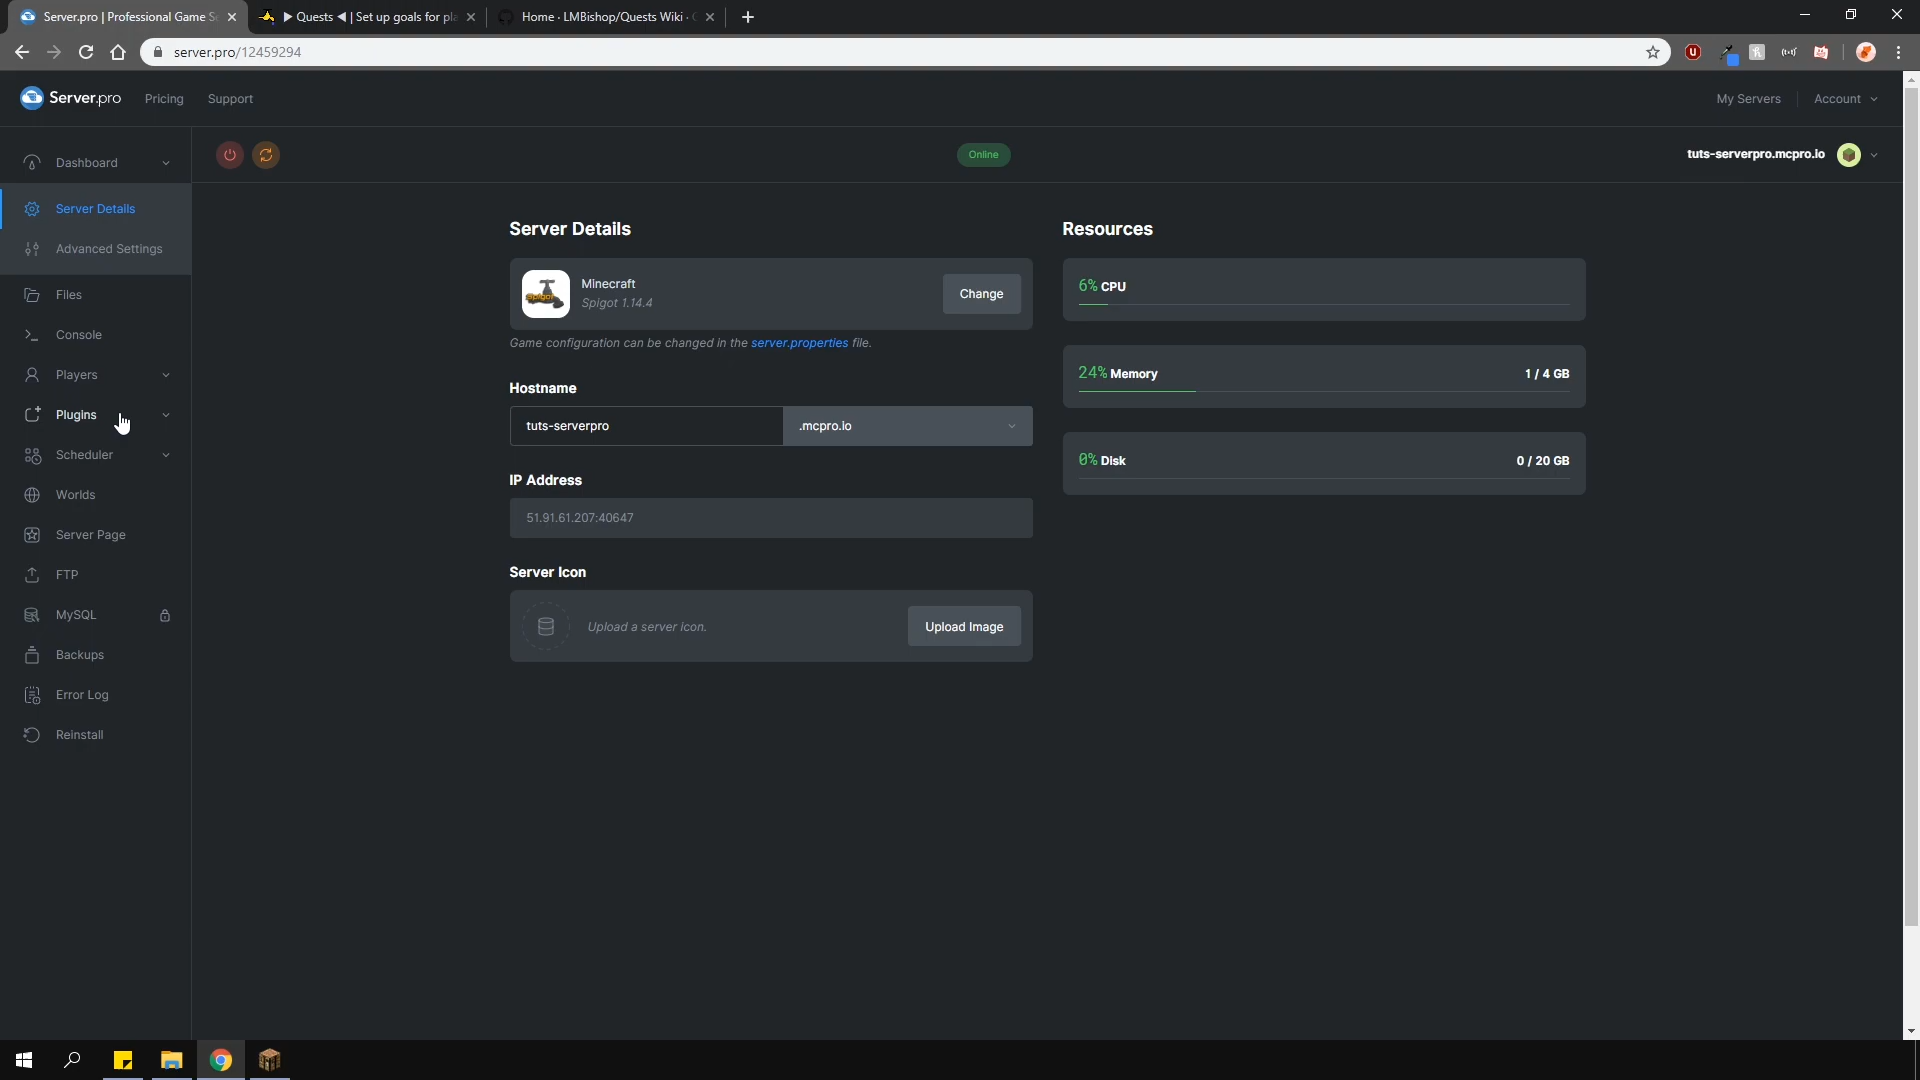 Server.pro | Professional Game S
▶ Quests ◀ | Set up goals for pla
Home · LMBishop/Quests Wiki ·
server.pro/12459294
Server.pro
Pricing
Support
My Servers
Account
Dashboard
Online
tuts-serverpro.mcpro.io
Server Details
Advanced Settings
Files
Console
Players
Plugins
Scheduler
Worlds
Server Page
FTP
MySQL
Backups
Error Log
Reinstall
Server Details
Spigot
Minecraft
Spigot 1.14.4
Change
Game configuration can be changed in the server.properties file.
Hostname
tuts-serverpro
.mcpro.io
IP Address
51.91.61.207:40647
Server Icon
Upload a server icon.
Upload Image
Resources
6% CPU
24% Memory
1 / 4 GB
0% Disk
0 / 20 GB